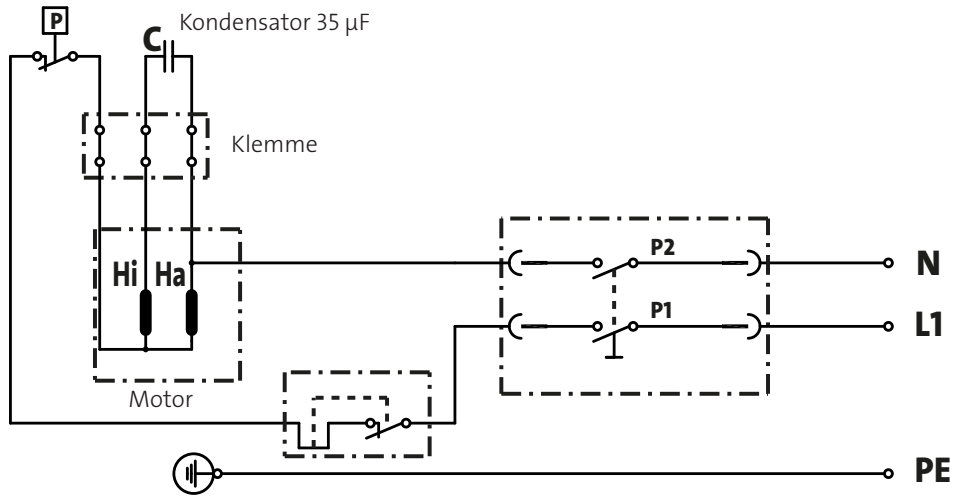 P
C
Kondensator 35 µF
Klemme
Hi Ha
Motor
P2
N
P1
L1
PE